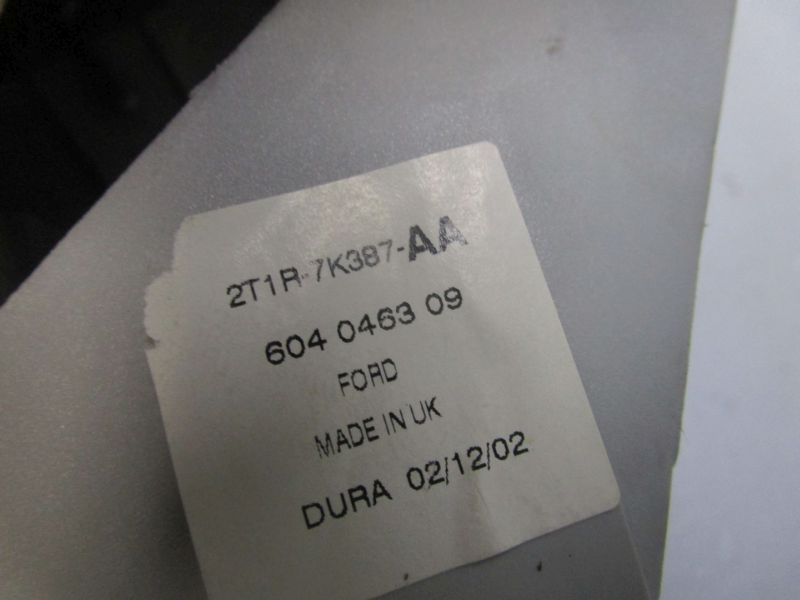 2T1R-7K387-AA
604 0463 09
FORD
MADE IN UK
DURA 02/12/02